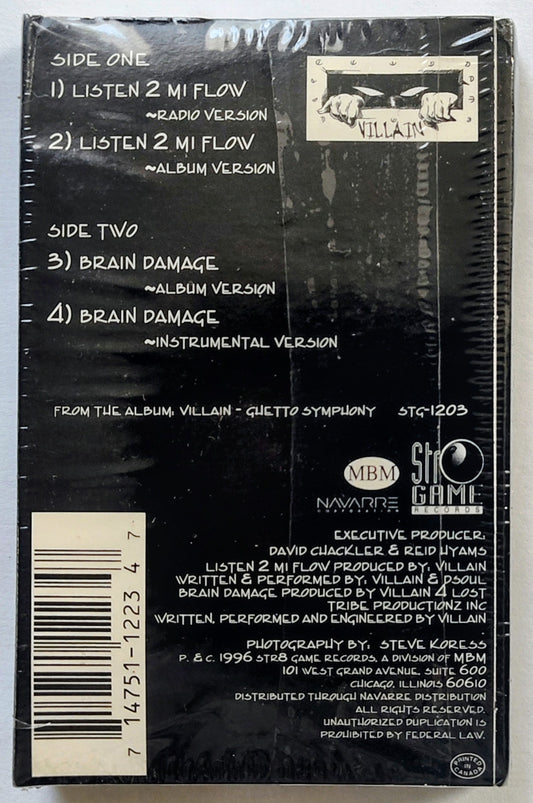 SIDE ONE
1) LISTEN 2 MI FLOW
~RADIO VERSION
2) LISTEN 2 MI FLOW
~ALBUM VERSION
VILLAIN
SIDE TWO
3) BRAIN DAMAGE
~ALBUM VERSION
4) BRAIN DAMAGE
~INSTRUMENTAL VERSION
FROM THE ALBUM: VILLAIN - GHETTO SYMPHONY STG-1203
MBM
NAVARRE
CORPORATION
Str8
GAME
RECORDS
EXECUTIVE PRODUCER:
DAVID CHACKLER & REID HYAMS
LISTEN 2 MI FLOW PRODUCED BY: VILLAIN
WRITTEN & PERFORMED BY: VILLAIN & DSOUL
BRAIN DAMAGE PRODUCED BY VILLAIN 4 LOST
TRIBE PRODUCTIONZ INC
WRITTEN, PERFORMED AND ENGINEERED BY VILLAIN
PHOTOGRAPHY BY: STEVE KORESS
P. & C. 1996 STR8 GAME RECORDS, A DIVISION OF MBM
101 WEST GRAND AVENUE, SUITE 600
CHICAGO, ILLINOIS 60610
DISTRIBUTED THROUGH NAVARRE DISTRIBUTION
ALL RIGHTS RESERVED.
UNAUTHORIZED DUPLICATION IS
PROHIBITED BY FEDERAL LAW.
PRINTED
IN
CANADA
7 14751-1223 4 7